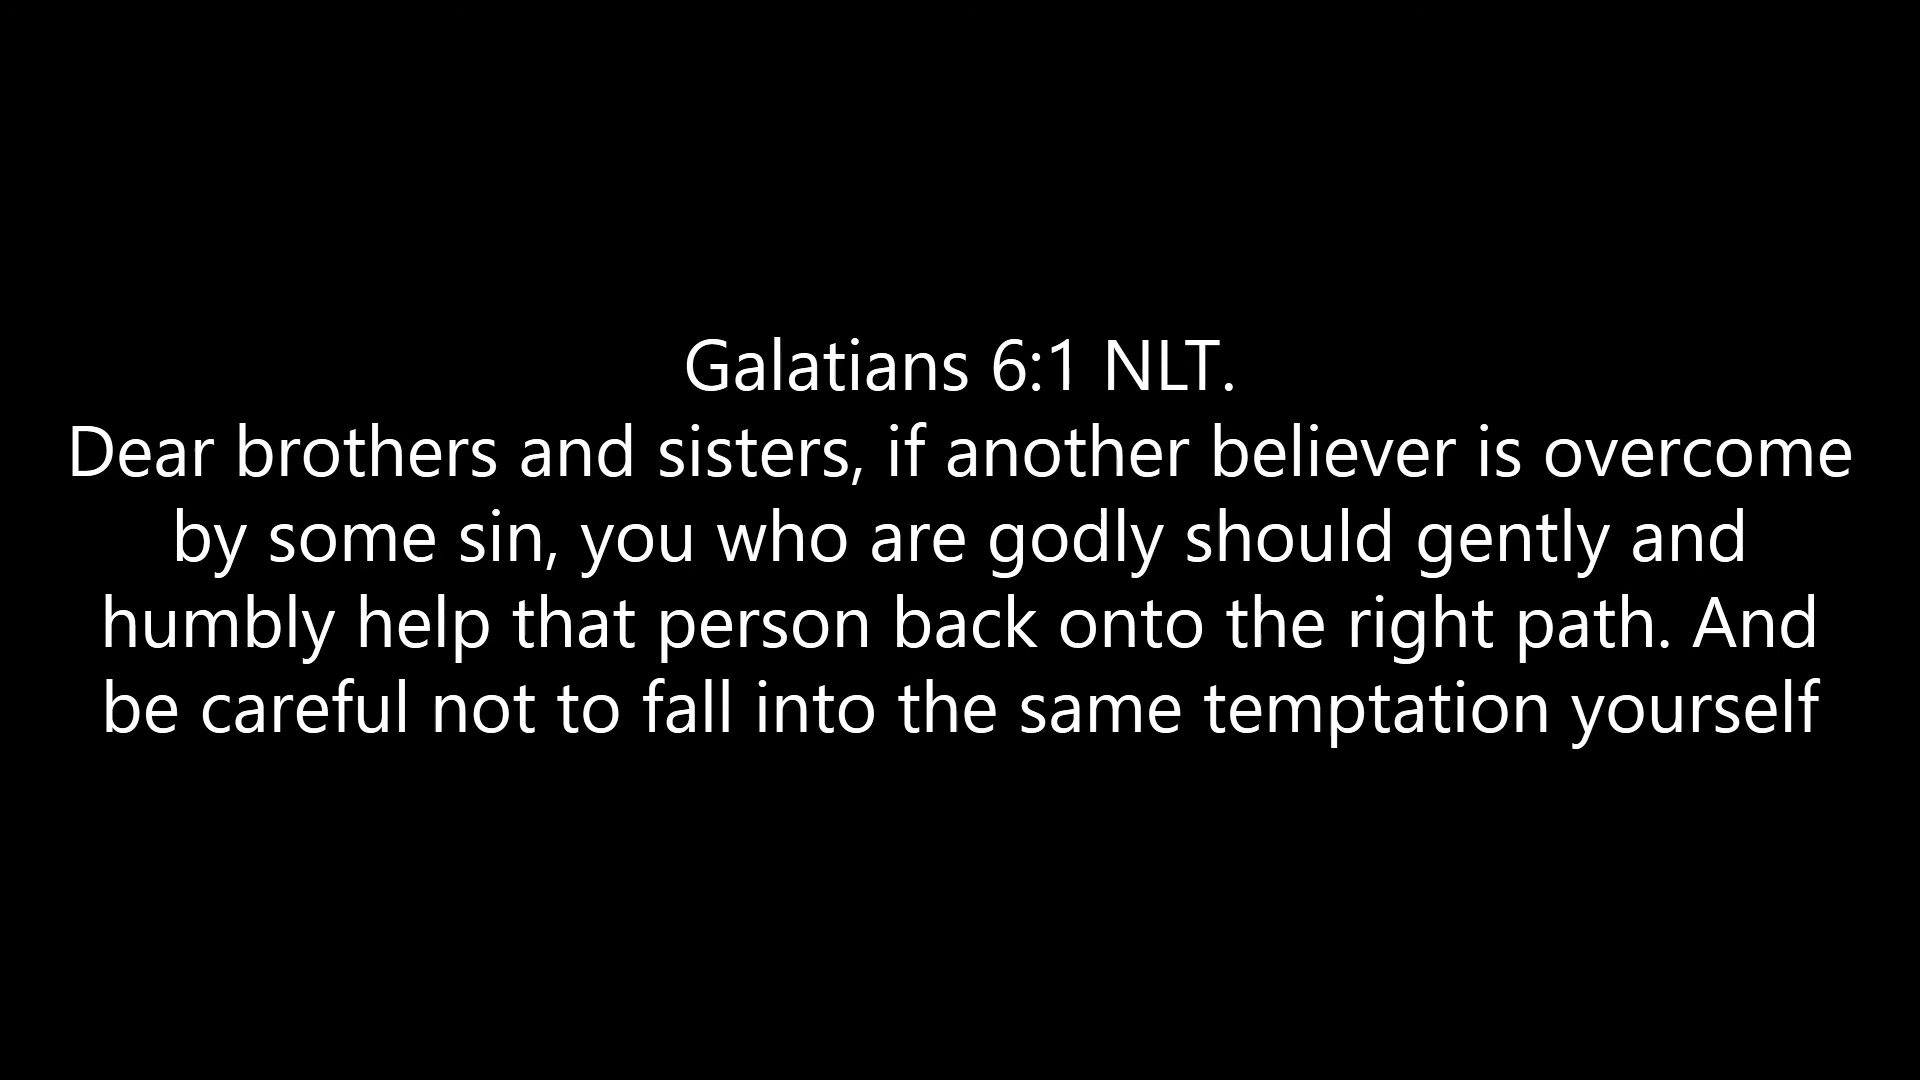 Galatians 6:1 NLT.
Dear brothers and sisters, if another believer is overcome
by some sin, you who are godly should gently and
humbly help that person back onto the right path. And
be careful not to fall into the same temptation yourself